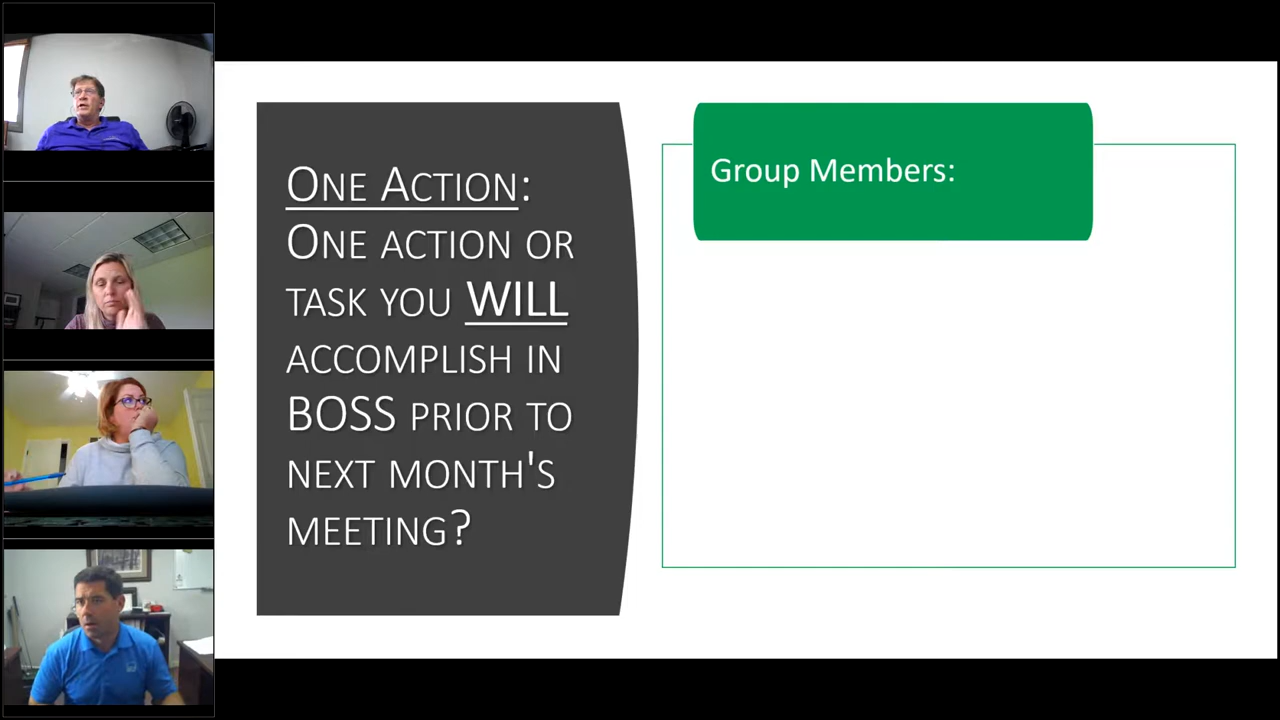 One Action:
One action or
task you WILL
accomplish in
BOSS prior to
next month's
meeting?
Group Members: